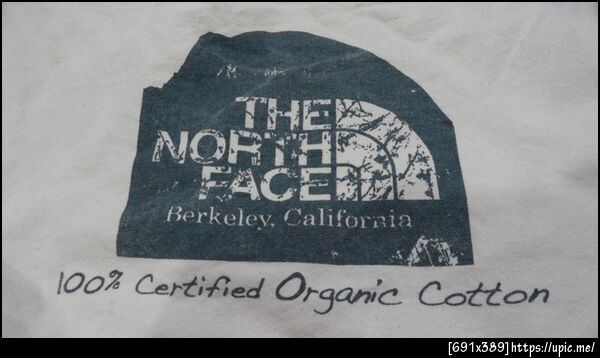 THE
NORTH
FACE
Berkeley, California
100% Certified Organic Cotton
[691x389]https://upic.me/